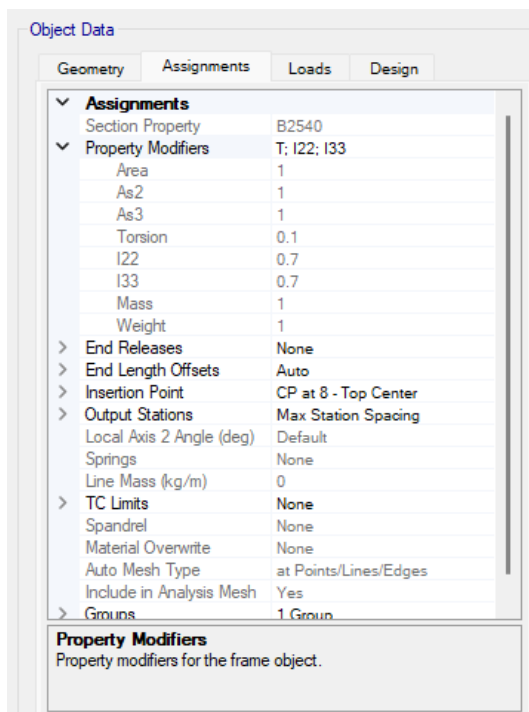 Object Data
Geometry Assignments Loads Design
Assignments
Section Property B2540
Property Modifiers T; I22; I33
Area 1
As2 1
As3 1
Torsion 0.1
I22 0.7
I33 0.7
Mass 1
Weight 1
End Releases None
End Length Offsets Auto
Insertion Point CP at 8 - Top Center
Output Stations Max Station Spacing
Local Axis 2 Angle (deg) Default
Springs None
Line Mass (kg/m) 0
TC Limits None
Spandrel None
Material Overwrite None
Auto Mesh Type at Points/Lines/Edges
Include in Analysis Mesh Yes
Groups 1 Group
Property Modifiers
Property modifiers for the frame object.